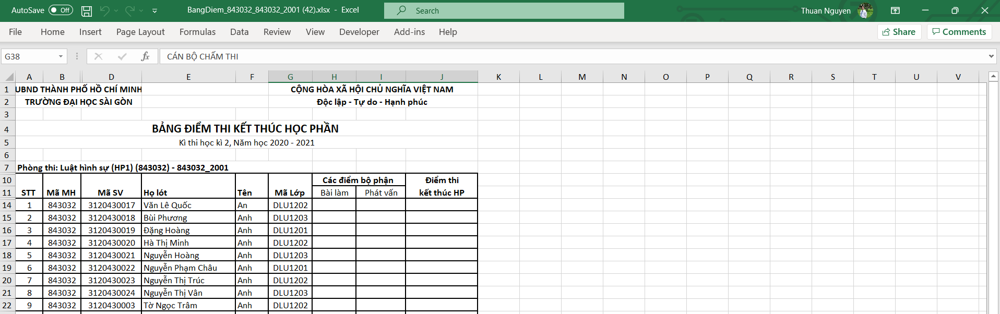 AutoSave Off BangDiem_843032_843032_2001 (42).xlsx - Excel Search Thuan Nguyen
File Home Insert Page Layout Formulas Data Review View Developer Add-ins Help Share Comments
G38 fx CÁN BỘ CHẤM THI
A B D E F G H I J K L M N O P Q R S T U V
1 UBND THÀNH PHỐ HỒ CHÍ MINH CỘNG HÒA XÃ HỘI CHỦ NGHĨA VIỆT NAM
2 TRƯỜNG ĐẠI HỌC SÀI GÒN Độc lập - Tự do - Hạnh phúc
3
4 BẢNG ĐIỂM THI KẾT THÚC HỌC PHẦN
5 Kì thi học kì 2, Năm học 2020 - 2021
6
7 Phòng thi: Luật hình sự (HP1) (843032) - 843032_2001
10 Các điểm bộ phận Điểm thi
11 STT Mã MH Mã SV Họ lót Tên Mã Lớp Bài làm Phát vấn kết thúc HP
14 1 843032 3120430017 Văn Lê Quốc An DLU1202
15 2 843032 3120430018 Bùi Phương Anh DLU1203
16 3 843032 3120430019 Đặng Hoàng Anh DLU1201
17 4 843032 3120430020 Hà Thị Minh Anh DLU1202
18 5 843032 3120430021 Nguyễn Hoàng Anh DLU1203
19 6 843032 3120430022 Nguyễn Phạm Châu Anh DLU1201
20 7 843032 3120430023 Nguyễn Thị Trúc Anh DLU1202
21 8 843032 3120430024 Nguyễn Thị Vân Anh DLU1203
22 9 843032 3120430003 Tờ Ngọc Trâm Anh DLU1202